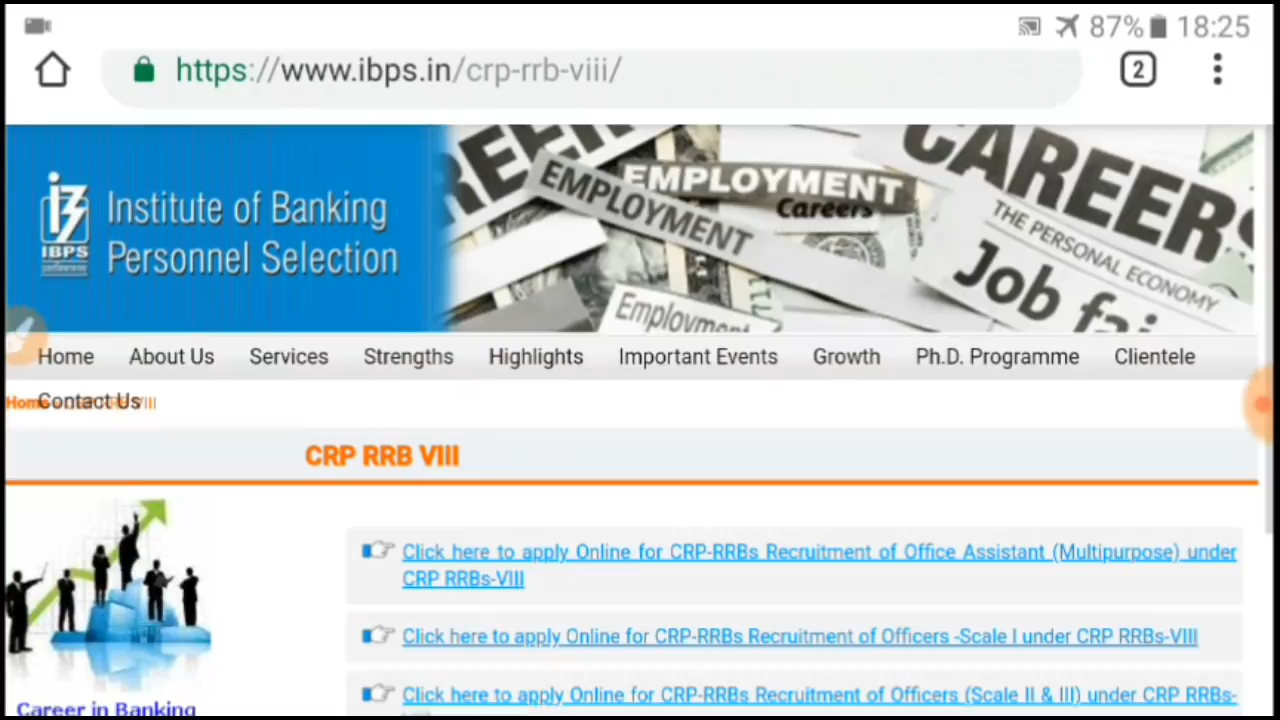 87% 18:25
https://www.ibps.in/crp-rrb-viii/
2
CAREERS
EMPLOYMENT
EMPLOYMENT
Careers
THE PERSONAL ECONOMY
Job fai
Employment
IBPS
Institute of Banking
Personnel Selection
Home About Us Services Strengths Highlights Important Events Growth Ph.D. Programme Clientele
Contact Us
Home
VIII
CRP RRB VIII
Click here to apply Online for CRP-RRBs Recruitment of Office Assistant (Multipurpose) under
CRP RRBs-VIII
Click here to apply Online for CRP-RRBs Recruitment of Officers -Scale I under CRP RRBs-VIII
Click here to apply Online for CRP-RRBs Recruitment of Officers (Scale II & III) under CRP RRBs-
Career in Banking